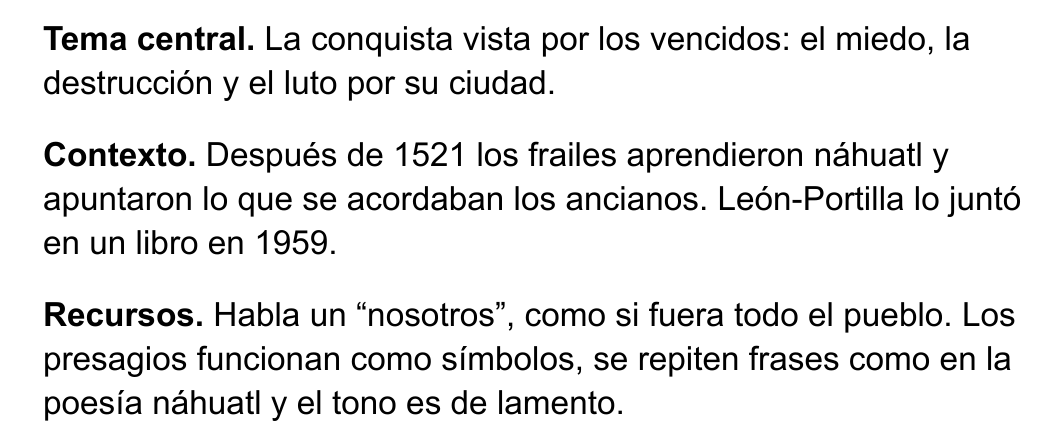 Tema central. La conquista vista por los vencidos: el miedo, la
destrucción y el luto por su ciudad.
Contexto. Después de 1521 los frailes aprendieron náhuatl y
apuntaron lo que se acordaban los ancianos. León-Portilla lo juntó
en un libro en 1959.
Recursos. Habla un “nosotros”, como si fuera todo el pueblo. Los
presagios funcionan como símbolos, se repiten frases como en la
poesía náhuatl y el tono es de lamento.